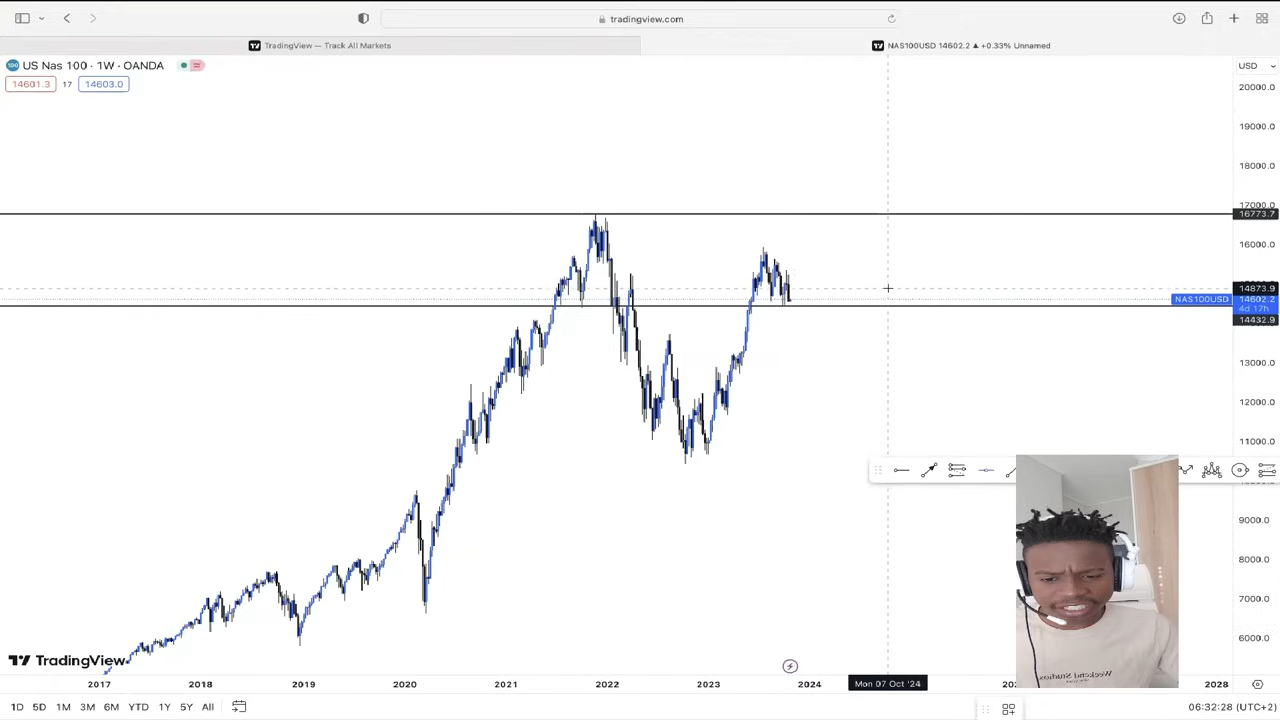 tradingview.com
TradingView — Track All Markets
NAS100USD 14602.2 ▲ +0.33% Unnamed
US Nas 100 · 1W · OANDA
USD
14601.3 17 14603.0
20000.0
19000.0
18000.0
17000.0
16773.7
16000.0
14873.9
NAS100USD 14602.2
4d 17h
14432.9
13000.0
12000.0
11000.0
9000.0
8000.0
7000.0
6000.0
TradingView
2017 2018 2019 2020 2021 2022 2023 2024 Mon 07 Oct '24 2028
1D 5D 1M 3M 6M YTD 1Y 5Y All
06:32:28 (UTC+2)
Weekend Studios